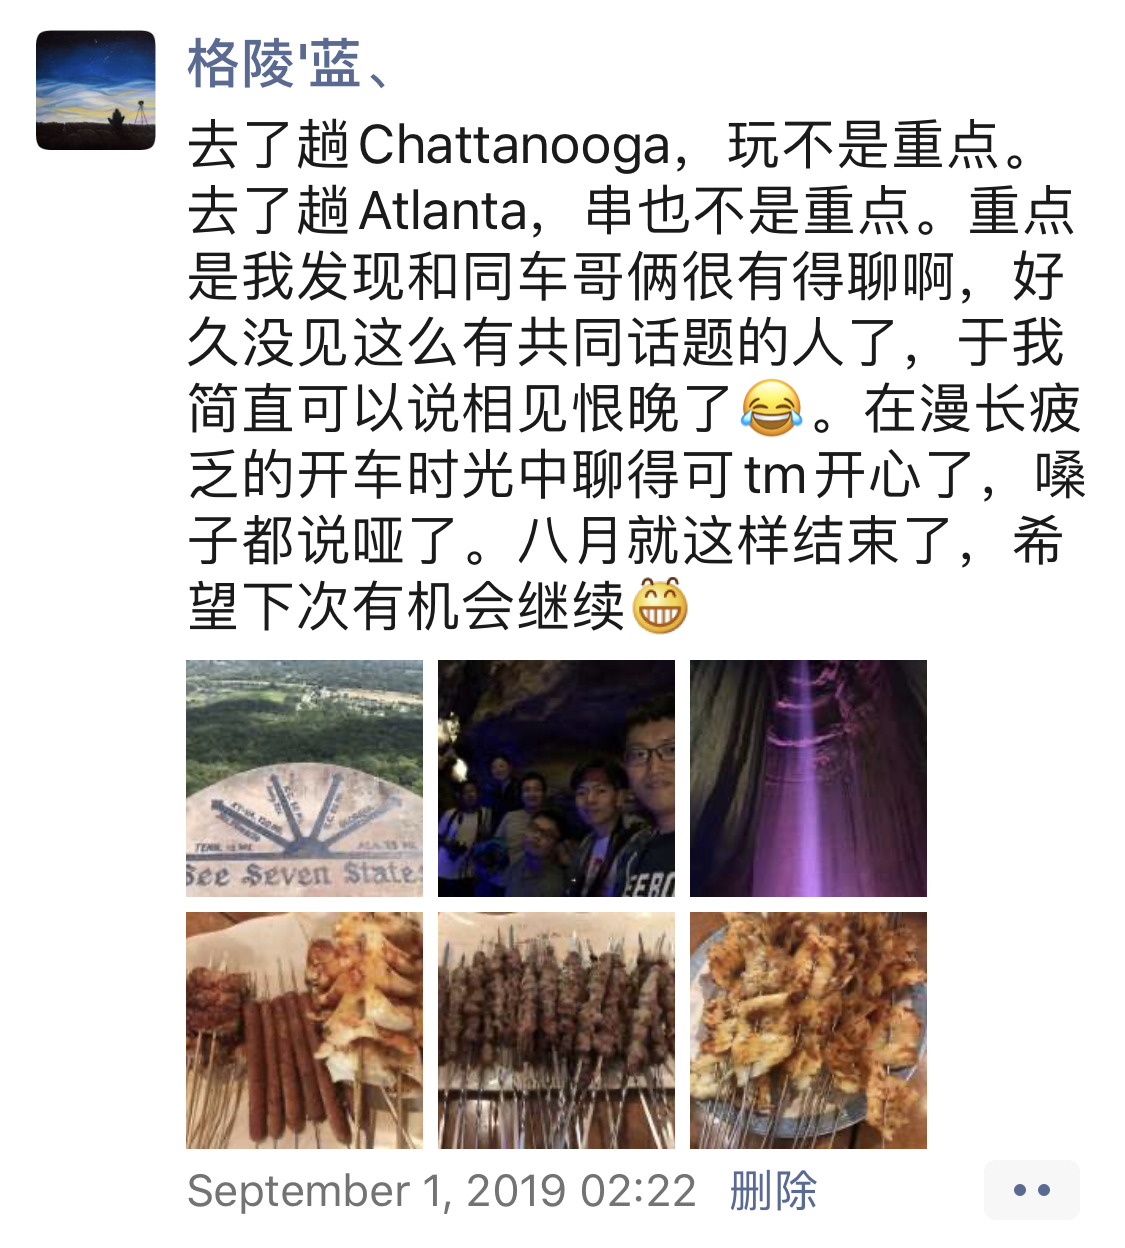 格陵'蓝、
去了趟Chattanooga，玩不是重点。
去了趟Atlanta，串也不是重点。重点
是我发现和同车哥俩很有得聊啊，好
久没见这么有共同话题的人了，于我
简直可以说相见恨晚了😂。在漫长疲
乏的开车时光中聊得可tm开心了，嗓
子都说哑了。八月就这样结束了，希
望下次有机会继续😁
TENN.
See Seven States
EEBO
September 1, 2019 02:22 删除